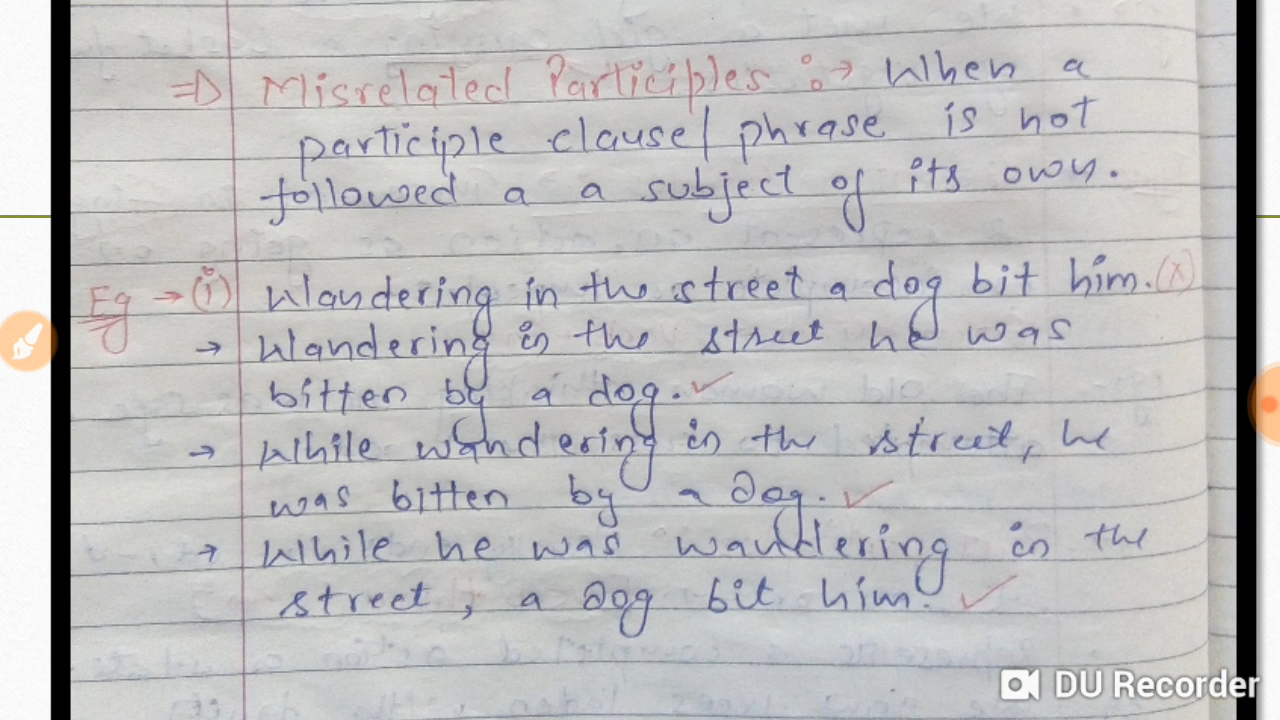 ⇒ Misrelated Participles :→ When a
participle clause/ phrase is not
followed a a subject of its own.
Eg → (i) Wandering in the street a dog bit him. (x)
→ Wandering in the street he was
bitten by a dog. ✓
→ While wandering in the street, he
was bitten by a dog. ✓
→ While he was wandering in the
street, a dog bit him. ✓
DU Recorder